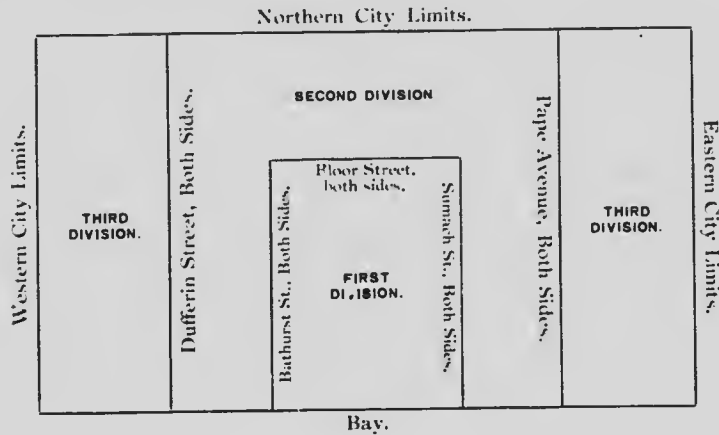 Northern City Limits.
SECOND DIVISION
Western City Limits.
THIRD
DIVISION.
Dufferin Street, Both Sides.
Bathurst St., Both Sides.
Bloor Street,
both sides.
FIRST
DIVISION.
Sumach St., Both Sides.
Pape Avenue, Both Sides.
THIRD
DIVISION.
Eastern City Limits.
Bay.